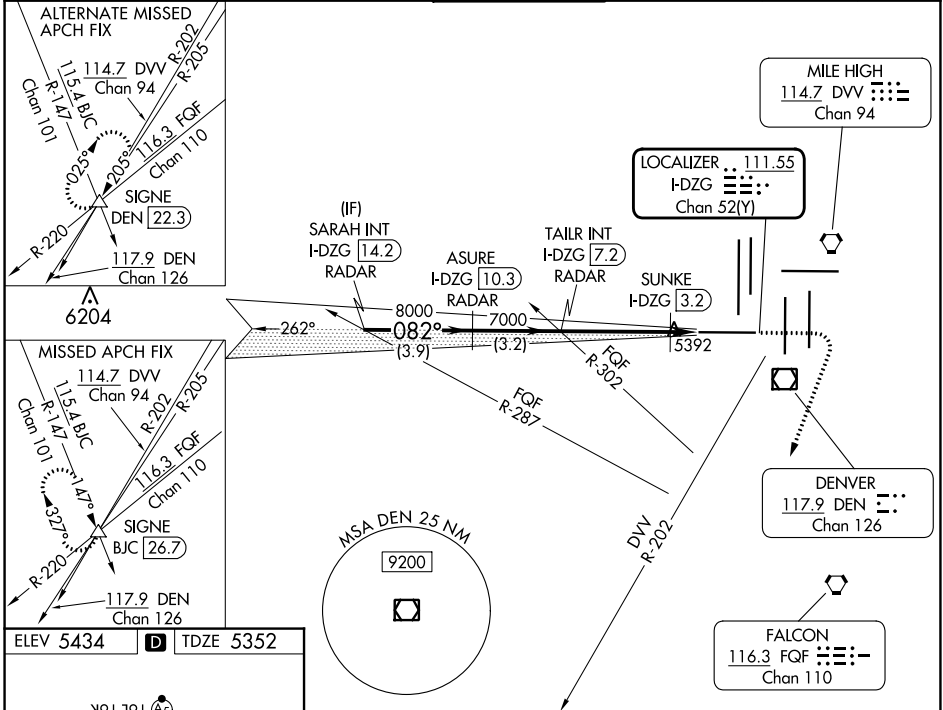 ALTERNATE MISSED
APCH FIX
R-202
R-205
114.7 DVV
Chan 94
115.4 BJC
R-147
Chan 101
116.3 FQF
Chan 110
025°
205°
SIGNE
DEN 22.3
R-220
117.9 DEN
Chan 126
6204
MISSED APCH FIX
114.7 DVV
Chan 94
R-202
R-205
115.4 BJC
R-147
Chan 101
116.3 FQF
Chan 110
147°
327°
SIGNE
BJC 26.7
R-220
117.9 DEN
Chan 126
MILE HIGH
114.7 DVV
Chan 94
LOCALIZER 111.55
I-DZG
Chan 52(Y)
(IF)
SARAH INT
I-DZG 14.2
RADAR
ASURE
I-DZG 10.3
RADAR
TAILR INT
I-DZG 7.2
RADAR
SUNKE
I-DZG 3.2
8000
7000
262°
082°
(3.9)
(3.2)
5392
FQF
R-302
FQF
R-287
DVV
R-202
DENVER
117.9 DEN
Chan 126
MSA DEN 25 NM
9200
FALCON
116.3 FQF
Chan 110
ELEV 5434
D
TDZE 5352